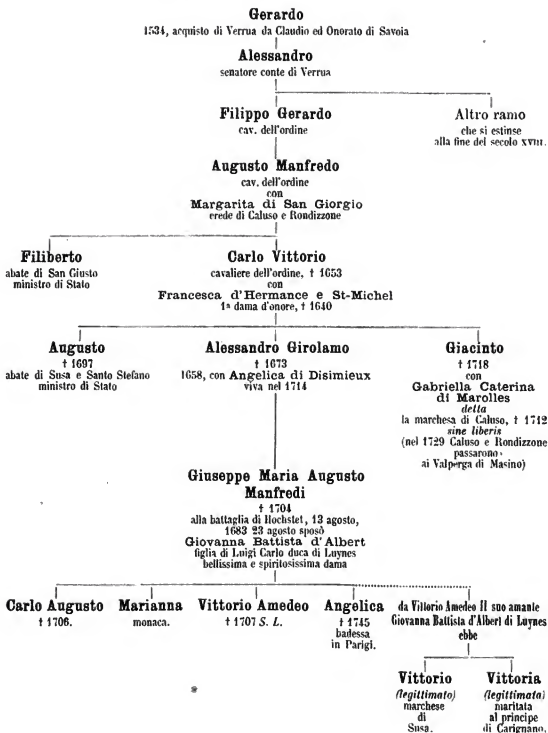 Gerardo
1534, acquisto di Verrua da Claudio ed Onorato di Savoia
Alessandro
senatore conte di Verrua
Filippo Gerardo
cav. dell'ordine
Altro ramo
che si estinse
alla fine del secolo XVIII.
Augusto Manfredo
cav. dell'ordine
con
Margarita di San Giorgio
erede di Caluso e Rondizzone
Filiberto
abate di San Giusto
ministro di Stato
Carlo Vittorio
cavaliere dell'ordine, † 1653
con
Francesca d'Hermance e St-Michel
1ª dama d'onore, † 1640
Augusto
† 1697
abate di Susa e Santo Stefano
ministro di Stato
Alessandro Girolamo
† 1673
1658, con Angelica di Disimieux
viva nel 1714
Giacinto
† 1718
con
Gabriella Caterina
di Marolles
detta
la marchesa di Caluso, † 1712
sine liberis
(nel 1729 Caluso e Rondizzone
passarono
ai Valperga di Masino)
Giuseppe Maria Augusto
Manfredi
† 1704
alla battaglia di Hochstet, 13 agosto,
1683 23 agosto sposò
Giovanna Battista d'Albert
figlia di Luigi Carlo duca di Luynes
bellissima e spiritosissima dama
Carlo Augusto
† 1706.
Marianna
monaca.
Vittorio Amedeo
† 1707 S. L.
Angelica
† 1745
badessa
in Parigi.
da Vittorio Amedeo II suo amante
Giovanna Battista d'Albert di Luynes
ebbe
Vittorio
(legittimato)
marchese
di
Susa.
Vittoria
(legittimata)
maritata
al principe
di Carignano.